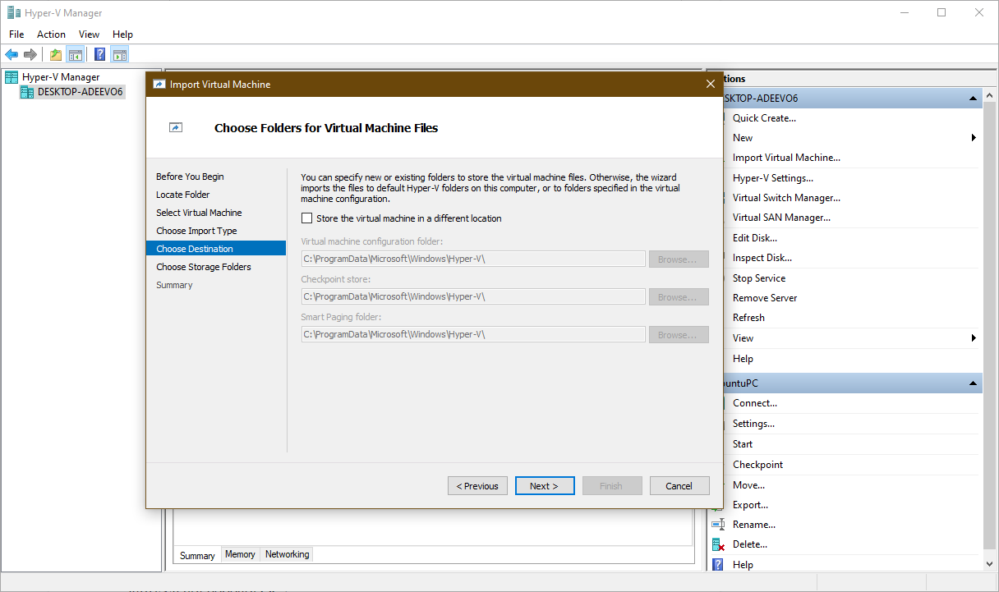 Hyper-V Manager
File Action View Help
Hyper-V Manager
DESKTOP-ADEEVO6
Import Virtual Machine
Choose Folders for Virtual Machine Files
Before You Begin
Locate Folder
Select Virtual Machine
Choose Import Type
Choose Destination
Choose Storage Folders
Summary
You can specify new or existing folders to store the virtual machine files. Otherwise, the wizard
imports the files to default Hyper-V folders on this computer, or to folders specified in the virtual
machine configuration.
Store the virtual machine in a different location
Virtual machine configuration folder:
C:\ProgramData\Microsoft\Windows\Hyper-V\ Browse...
Checkpoint store:
C:\ProgramData\Microsoft\Windows\Hyper-V\ Browse...
Smart Paging folder:
C:\ProgramData\Microsoft\Windows\Hyper-V\ Browse...
< Previous Next > Finish Cancel
Summary Memory Networking
tions
SKTOP-ADEEVO6
Quick Create...
New
Import Virtual Machine...
Hyper-V Settings...
Virtual Switch Manager...
Virtual SAN Manager...
Edit Disk...
Inspect Disk...
Stop Service
Remove Server
Refresh
View
Help
untuPC
Connect...
Settings...
Start
Checkpoint
Move...
Export...
Rename...
Delete...
Help